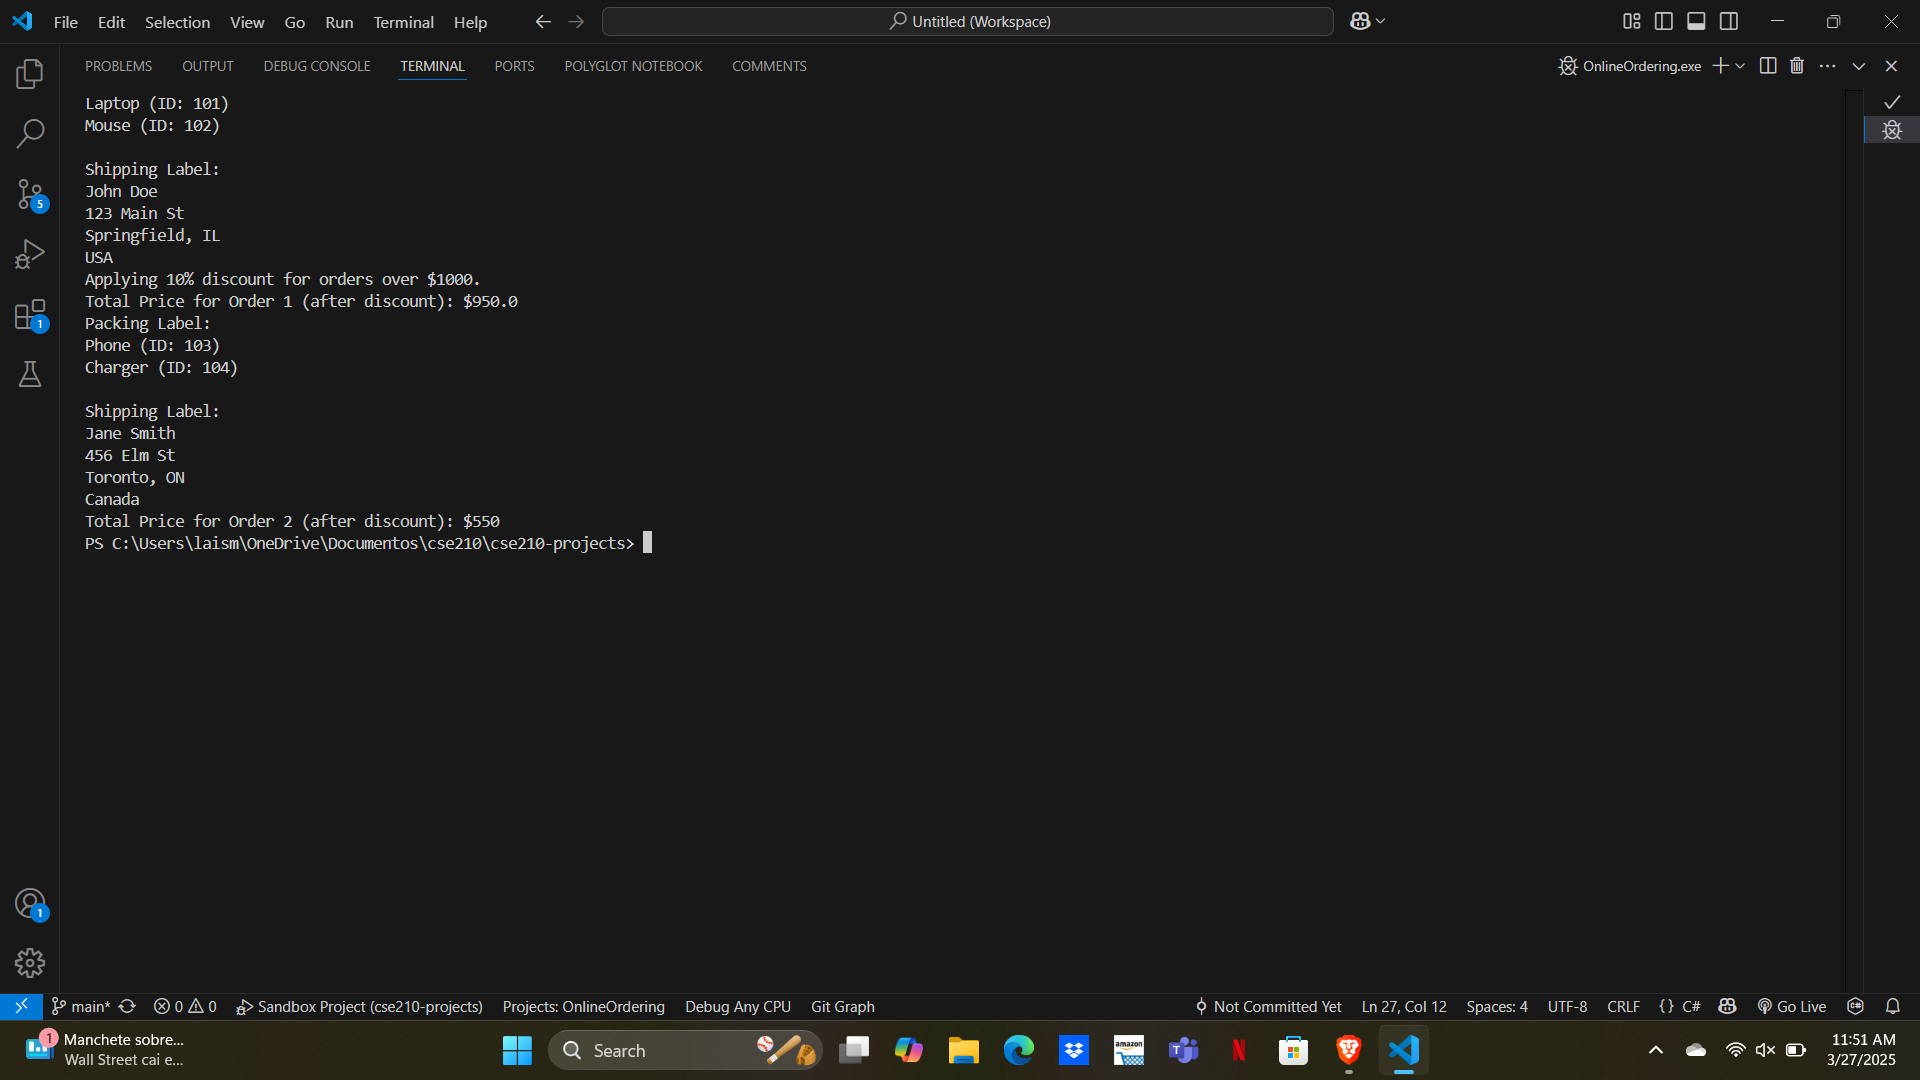 File Edit Selection View Go Run Terminal Help
Untitled (Workspace)
PROBLEMS OUTPUT DEBUG CONSOLE TERMINAL PORTS POLYGLOT NOTEBOOK COMMENTS
OnlineOrdering.exe
Laptop (ID: 101)
Mouse (ID: 102)
Shipping Label:
John Doe
123 Main St
Springfield, IL
USA
Applying 10% discount for orders over $1000.
Total Price for Order 1 (after discount): $950.0
Packing Label:
Phone (ID: 103)
Charger (ID: 104)
Shipping Label:
Jane Smith
456 Elm St
Toronto, ON
Canada
Total Price for Order 2 (after discount): $550
PS C:\Users\laism\OneDrive\Documentos\cse210\cse210-projects>
5
1
1
main* 0 0 Sandbox Project (cse210-projects) Projects: OnlineOrdering Debug Any CPU Git Graph
Not Committed Yet Ln 27, Col 12 Spaces: 4 UTF-8 CRLF {} C# Go Live
1
Manchete sobre...
Wall Street cai e...
Search
amazon
11:51 AM
3/27/2025